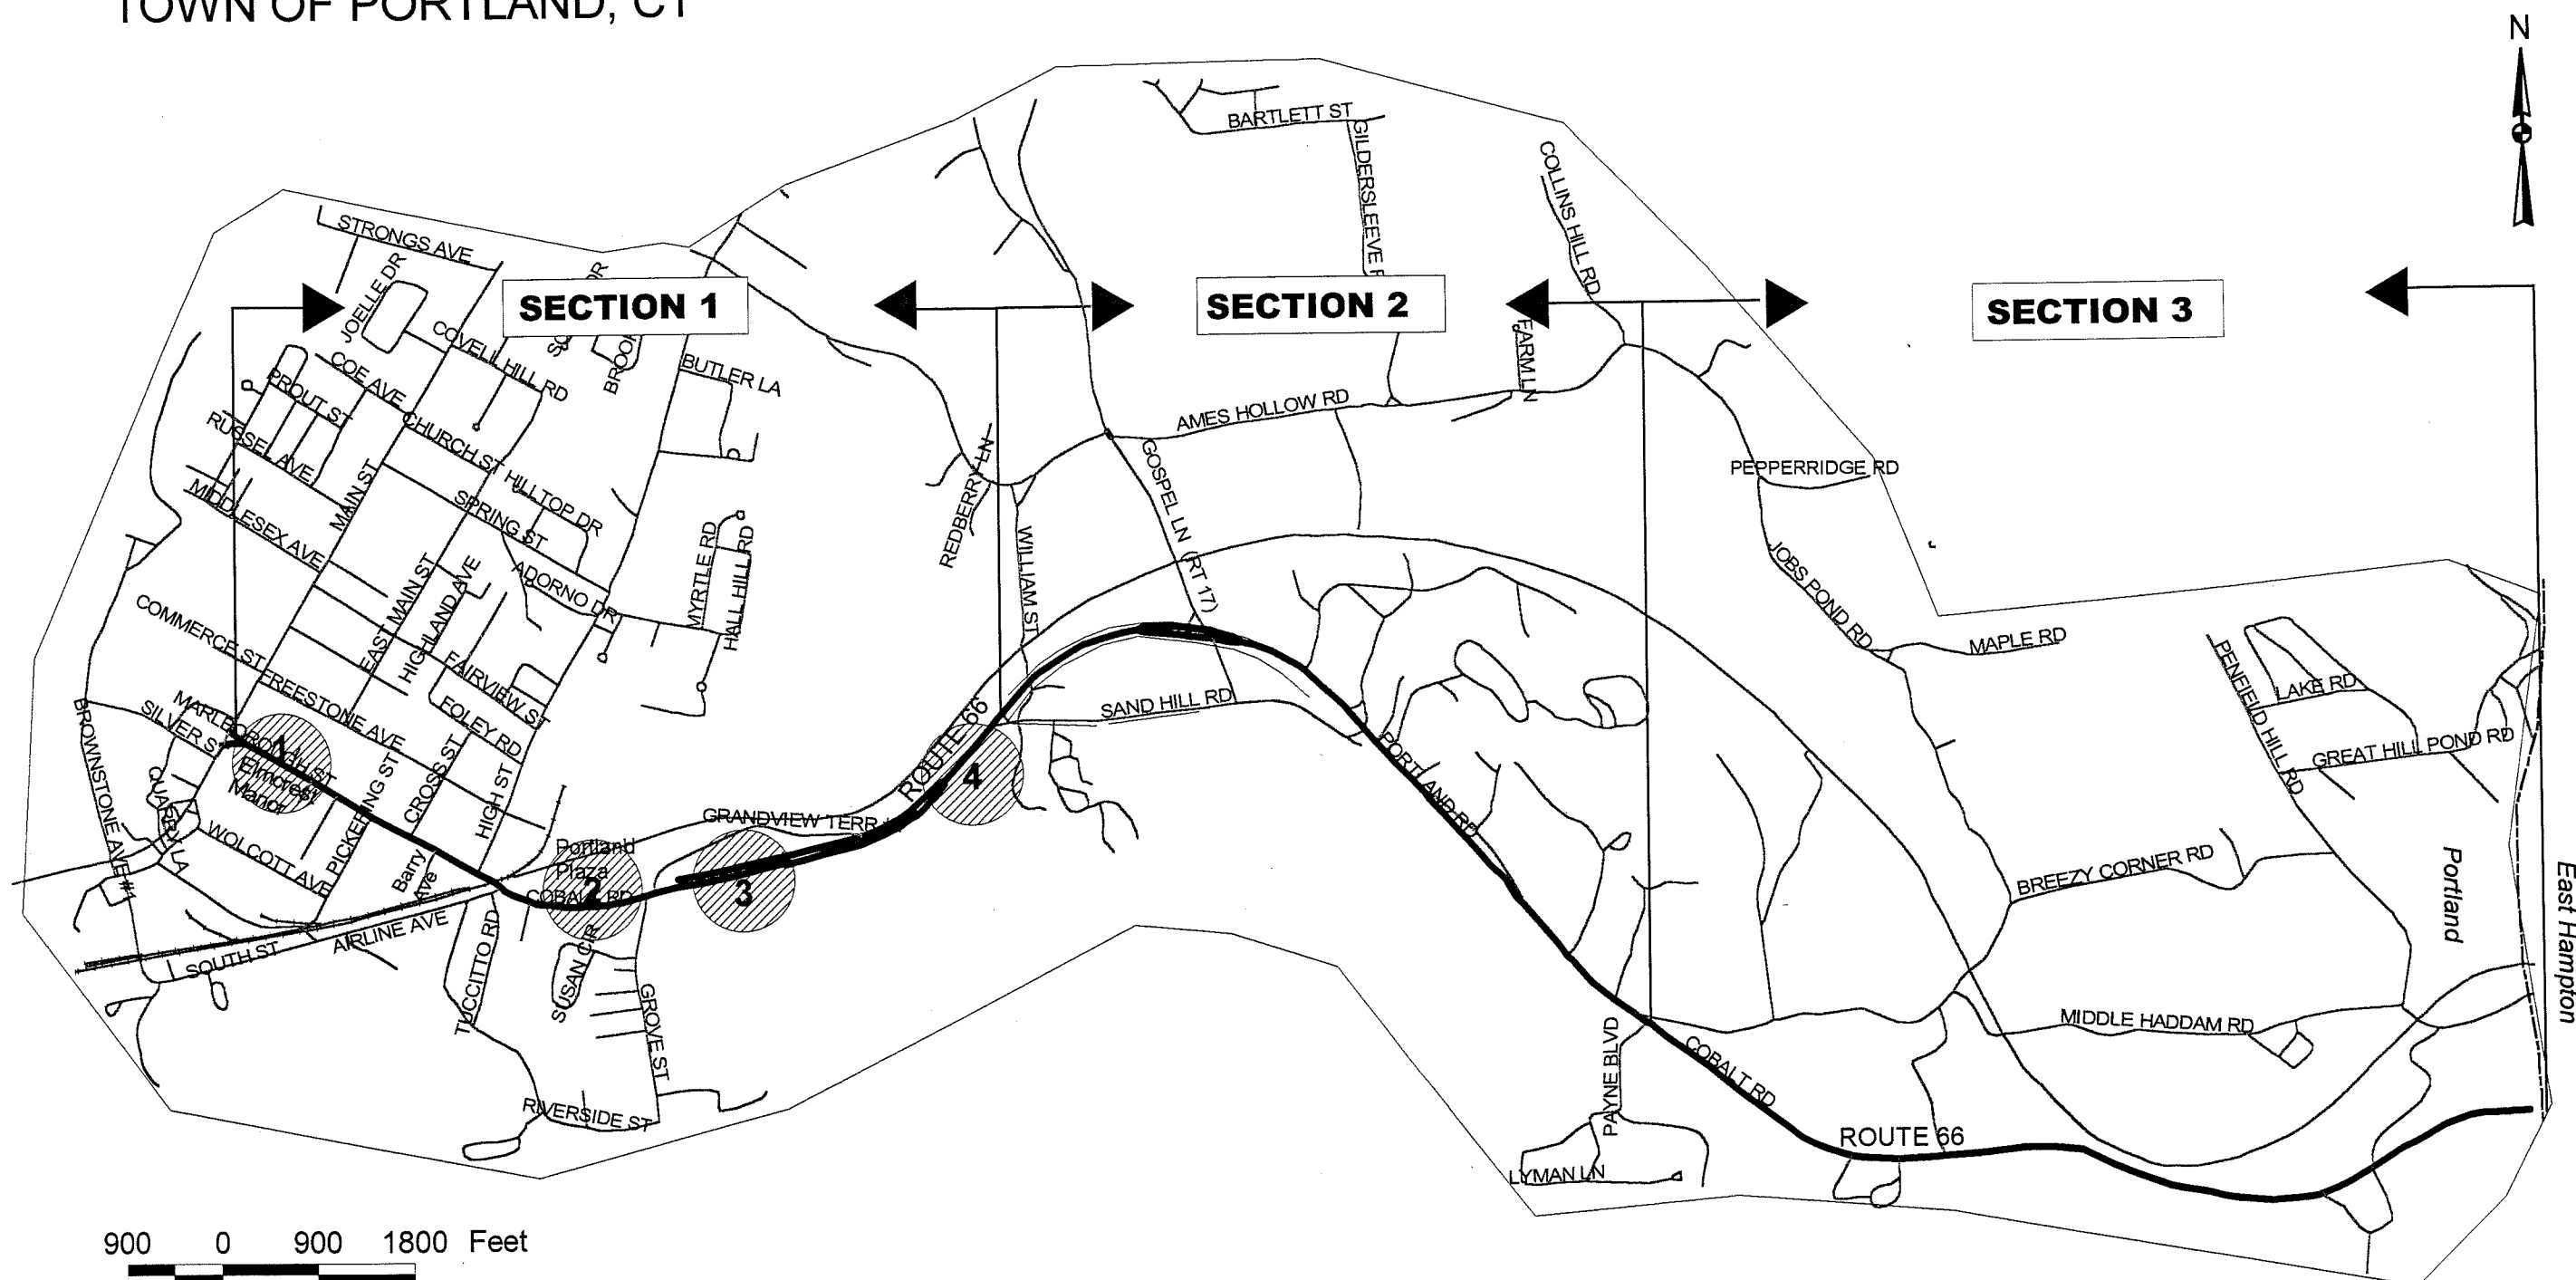 TOWN OF PORTLAND, CT
N
BARTLETT ST
COLLINS HILL RD
STRONGS AVE
JOELLE DR
SECTION 1
SECTION 2
SECTION 3
COVELL HILL RD
COE AVE
BUTLER LA
FARM LN
PROUT ST
AMES HOLLOW RD
RUSSEL AVE
CHURCH ST
HILLTOP DR
MAIN ST
REDBERRY LN
GOSPEL LN (RT 17)
PEPPERRIDGE RD
MIDDLESEX AVE
SPRING ST
WILLIAM ST
MYRTLE RD
HALL HILL RD
JOBS POND RD
ADORNO DR
EAST MAIN ST
HIGHLAND AVE
COMMERCE ST
MAPLE RD
FREESTONE AVE
FAIRVIEW ST
FOLEY RD
PENFIELD HILL RD
LAKE RD
MARLBOROUGH ST
SILVER ST
SAND HILL RD
GREAT HILL POND RD
BROWNSTONE AVE#1
1
Elmcrest
Manor
QUARRY LA
PICKERING ST
CROSS ST
HIGH ST
ROUTE 66
4
PORTLAND RD
WOLCOTT AVE
GRANDVIEW TERR
Barry
Ave
Portland
Plaza
2
COBALT RD
3
BREEZY CORNER RD
Portland
East Hampton
SOUTH ST
AIRLINE AVE
TUCCITTO RD
SUSAN CIR
GROVE ST
MIDDLE HADDAM RD
PAYNE BLVD
COBALT RD
RIVERSIDE ST
ROUTE 66
LYMAN LN
900 0 900 1800 Feet